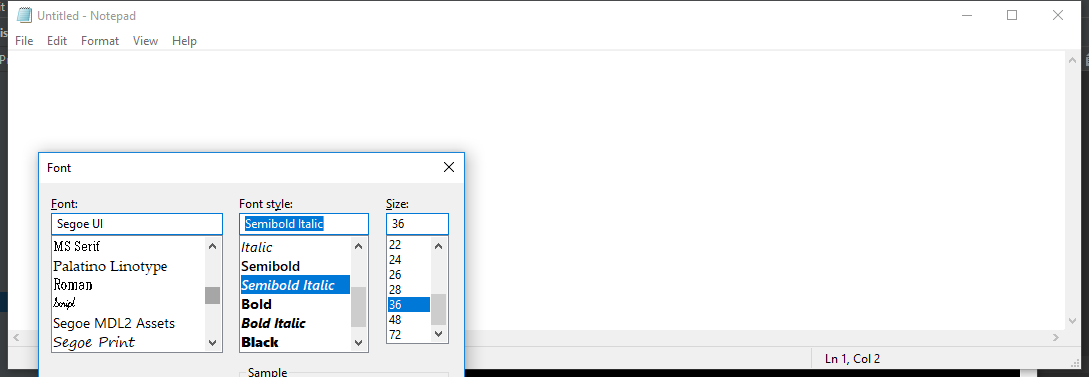 Untitled - Notepad
File Edit Format View Help
Font
Font: Font style: Size:
Segoe UI Semibold Italic 36
MS Serif
Palatino Linotype
Roman
Script
Segoe MDL2 Assets
Segoe Print
Italic
Semibold
Semibold Italic
Bold
Bold Italic
Black
22
24
26
28
36
48
72
Sample
Ln 1, Col 2